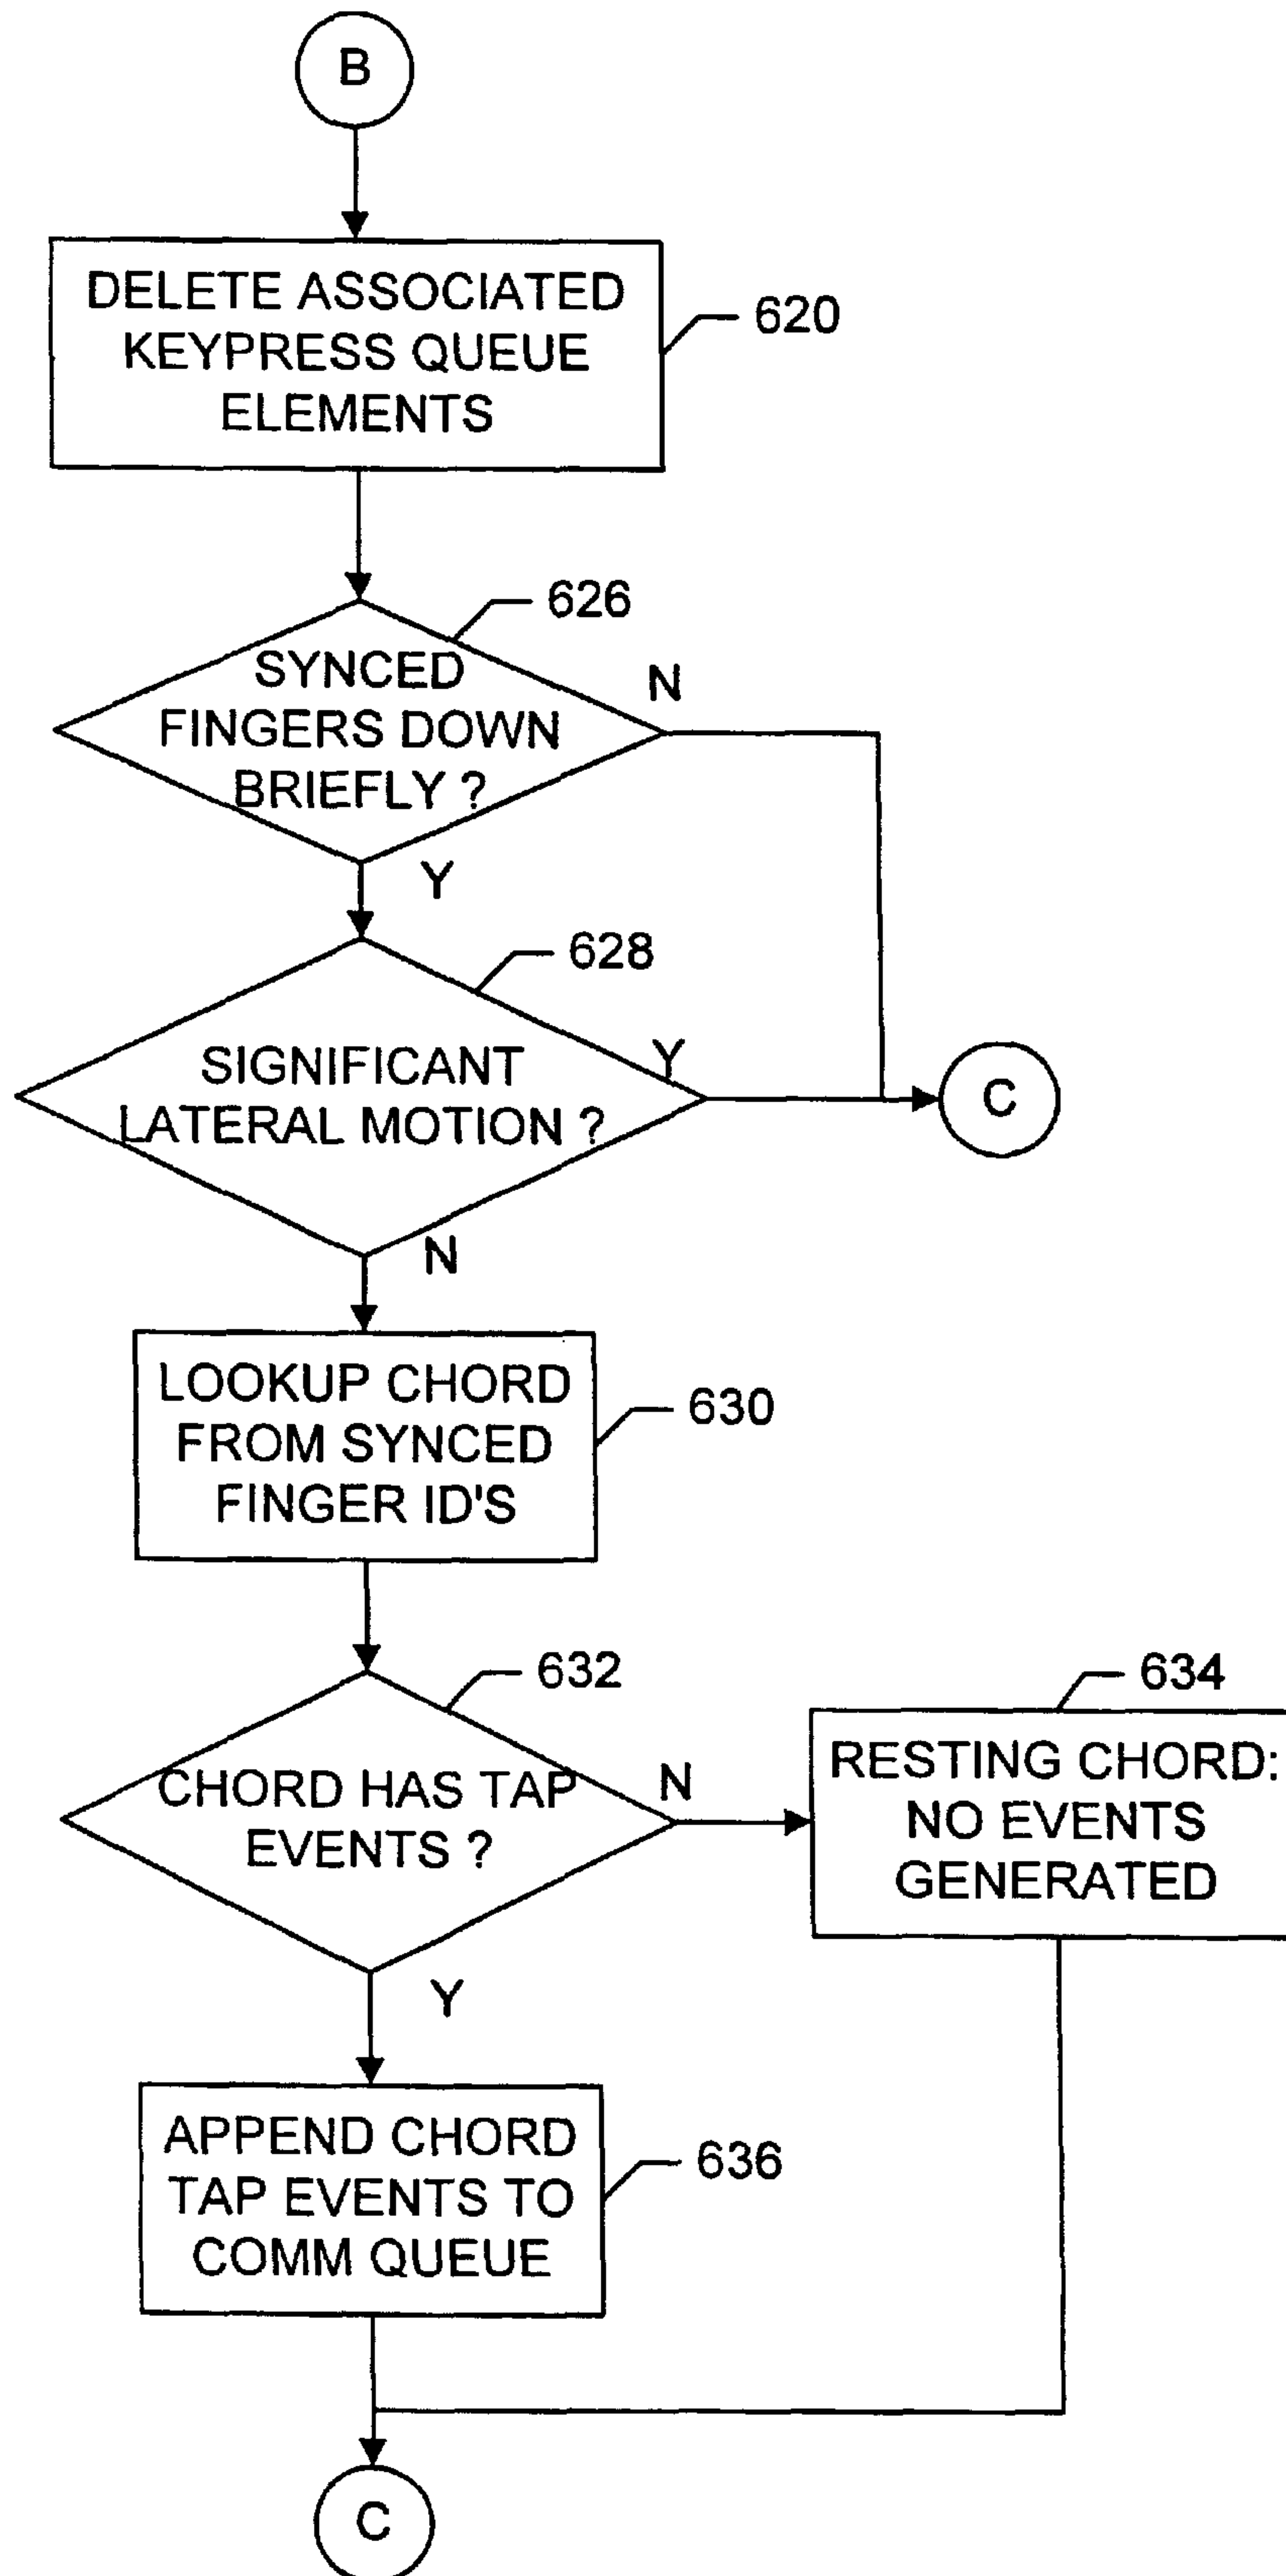 B
DELETE ASSOCIATED
KEYPRESS QUEUE
ELEMENTS
620
626
SYNCED
FINGERS DOWN
BRIEFLY ?
N
Y
628
SIGNIFICANT
LATERAL MOTION ?
Y
C
N
LOOKUP CHORD
FROM SYNCED
FINGER ID'S
630
632
CHORD HAS TAP
EVENTS ?
N
634
RESTING CHORD:
NO EVENTS
GENERATED
Y
APPEND CHORD
TAP EVENTS TO
COMM QUEUE
636
C